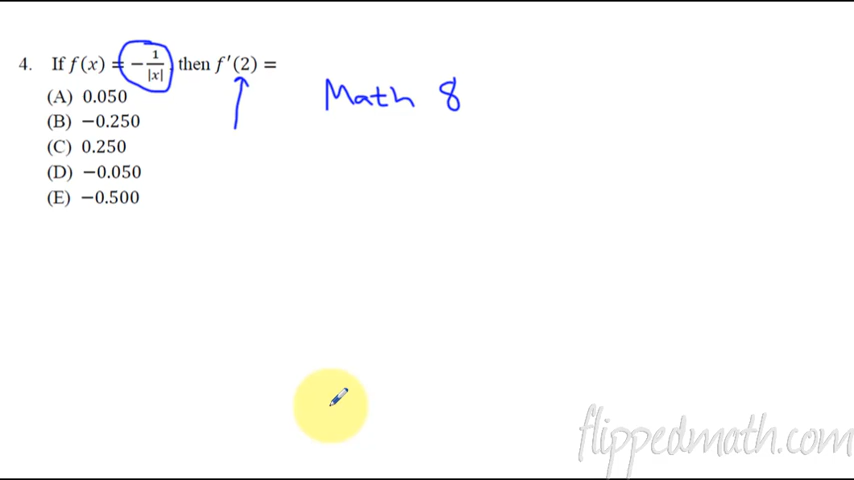 4. If f(x) = −1/|x|, then f′(2) =
(A) 0.050
(B) −0.250
(C) 0.250
(D) −0.050
(E) −0.500
Math 8
flippedmath.com